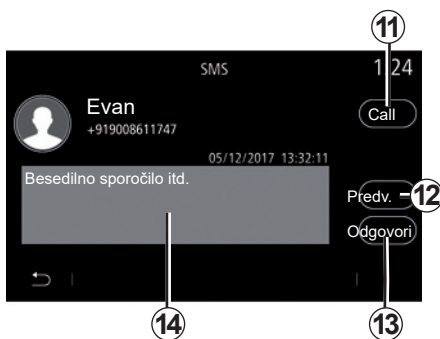 11
SMS 1:24
Evan
+919008611747
Call
05/12/2017 13:32:11
Besedilno sporočilo itd.
Predv. 12
Odgovori
14 13